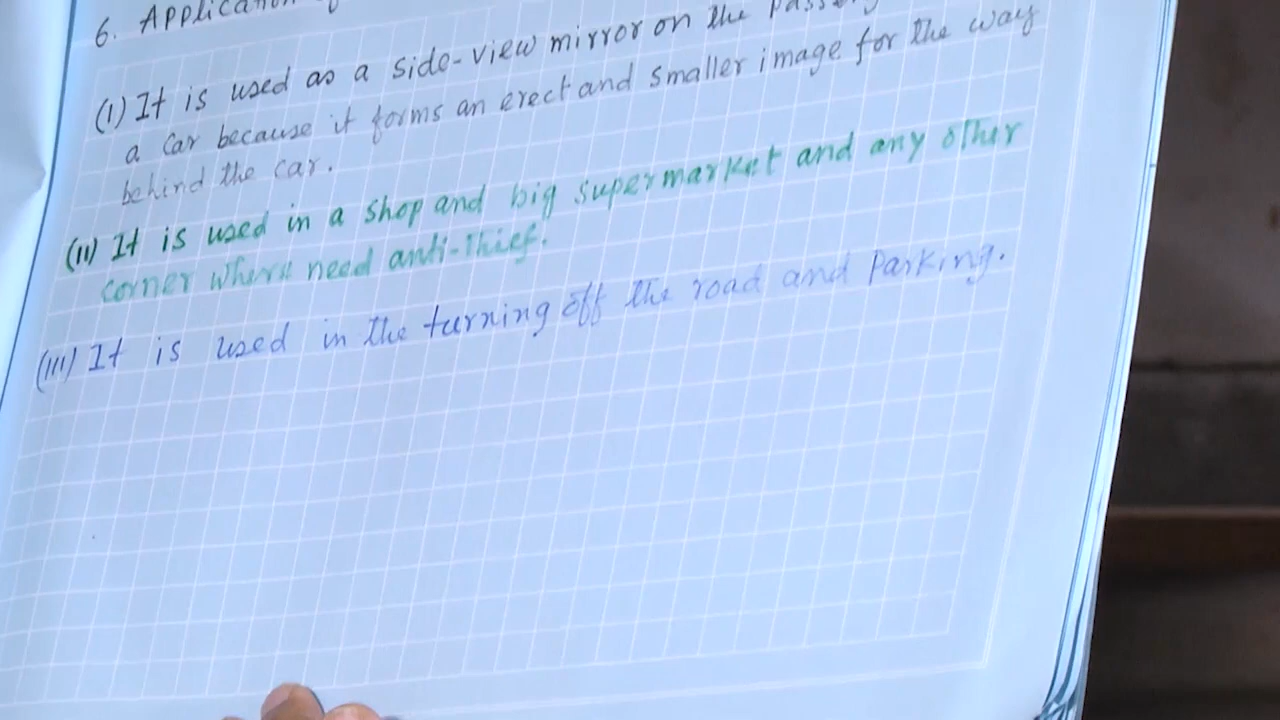 6. Application
(I) It is used as a side-view mirror on the
a car because it forms an erect and smaller image for the way
behind the car.
(II) It is used in a shop and big supermarket and any other
corner where need anti-thief.
(III) It is used in the turning off the road and Parking.